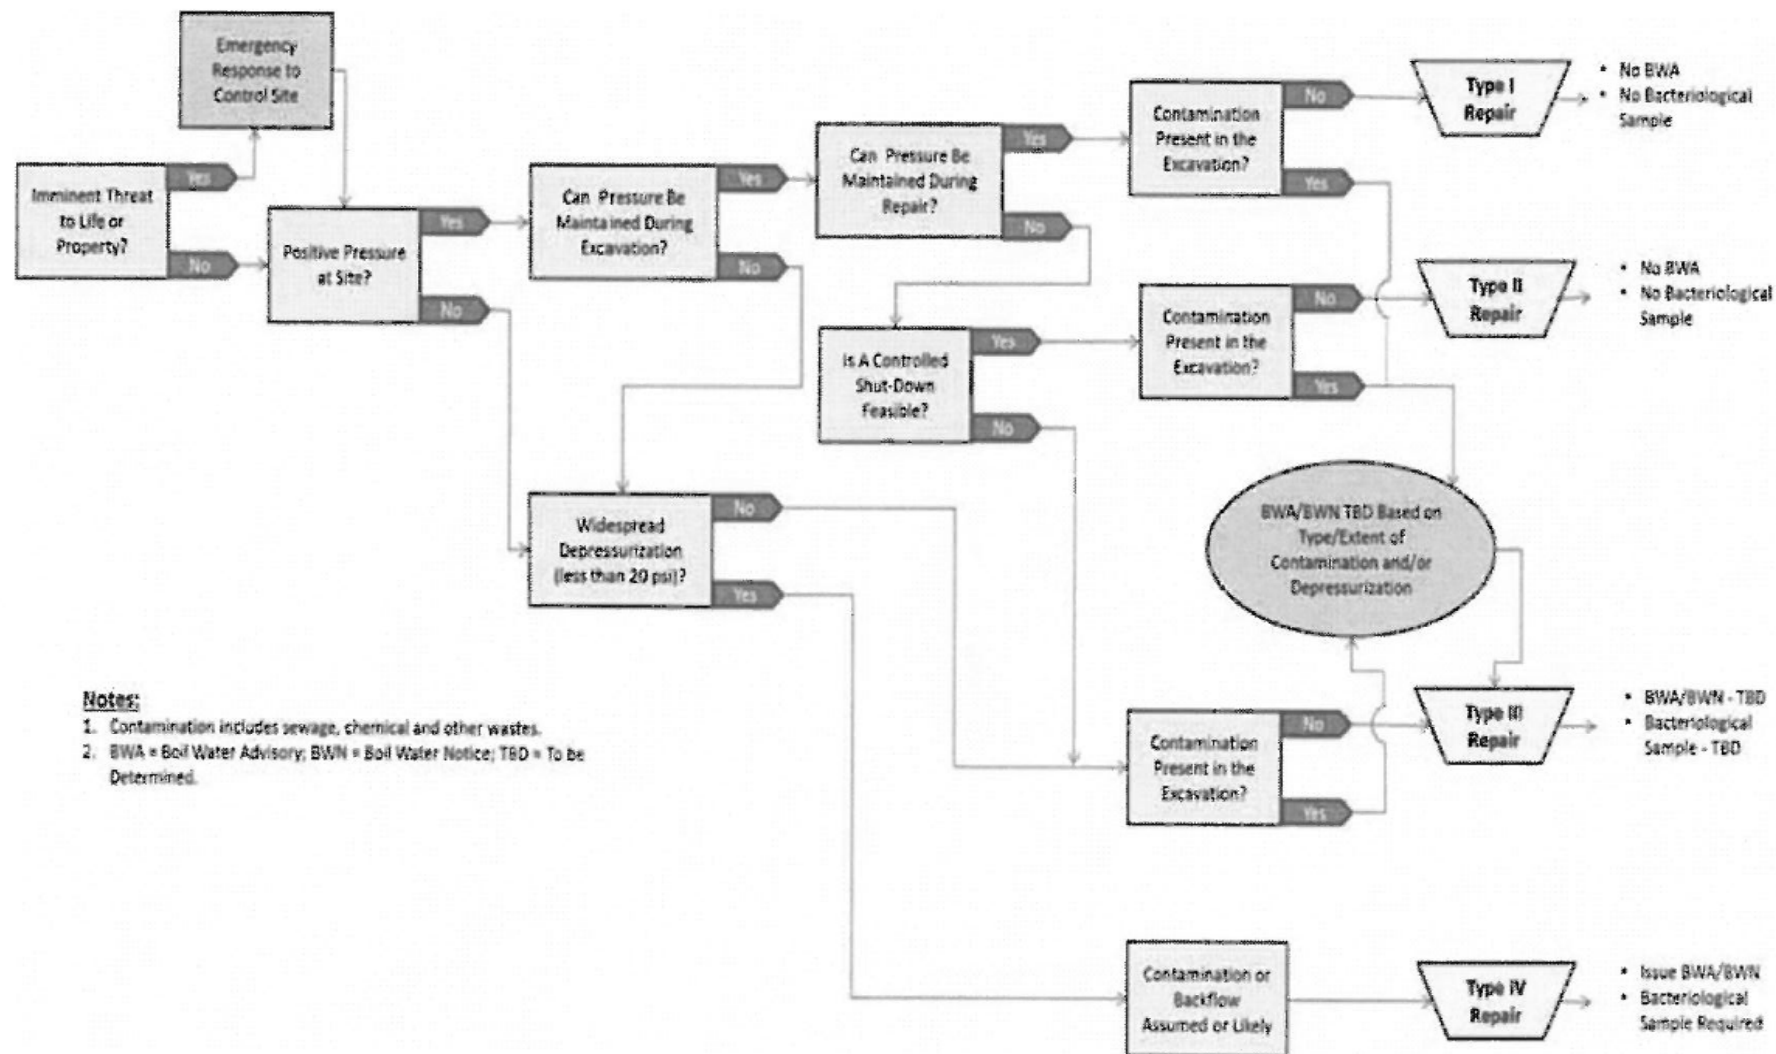 Emergency
Response to
Control Site
Imminent Threat
to Life or
Property?
Yes
No
Positive Pressure
at Site?
Yes
No
Can Pressure Be
Maintained During
Excavation?
Yes
No
Can Pressure Be
Maintained During
Repair?
Yes
No
Contamination
Present in the
Excavation?
No
Yes
Type I
Repair
• No BWA
• No Bacteriological
Sample
Is A Controlled
Shut-Down
Feasible?
Yes
No
Contamination
Present in the
Excavation?
No
Yes
Type II
Repair
• No BWA
• No Bacteriological
Sample
Widespread
Depressurization
(less than 20 psi)?
No
Yes
BWA/BWN TBD Based on
Type/Extent of
Contamination and/or
Depressurization
Contamination
Present in the
Excavation?
No
Yes
Type III
Repair
• BWA/BWN - TBD
• Bacteriological
Sample - TBD
Notes:
1. Contamination includes sewage, chemical and other wastes.
2. BWA = Boil Water Advisory; BWN = Boil Water Notice; TBD = To be
Determined.
Contamination or
Backflow
Assumed or Likely
Type IV
Repair
• Issue BWA/BWN
• Bacteriological
Sample Required